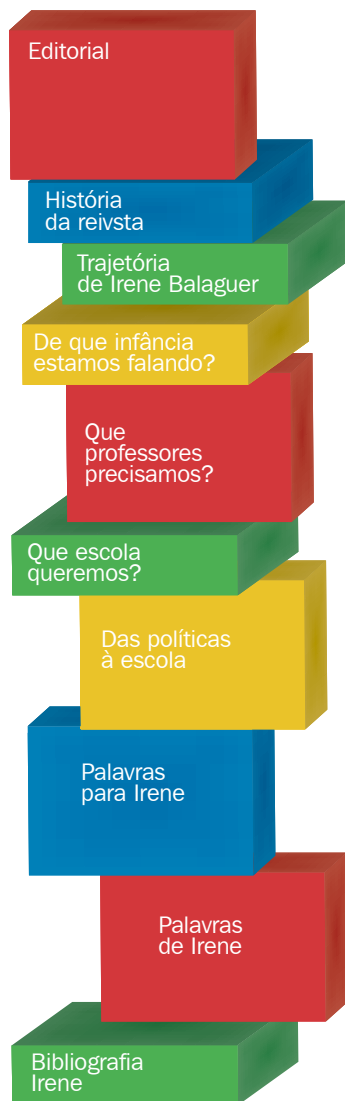 Editorial
História
da reivsta
Trajetória
de Irene Balaguer
De que infância
estamos falando?
Que
professores
precisamos?
Que escola
queremos?
Das políticas
à escola
Palavras
para Irene
Palavras
de Irene
Bibliografia
Irene